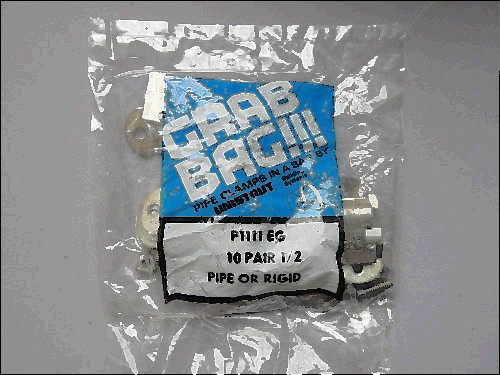 GRAB
BAG!!!
PIPE CLAMPS IN A BAG BY
UNISTRUT
P1111 EG
10 PAIR 1/2
PIPE OR RIGID